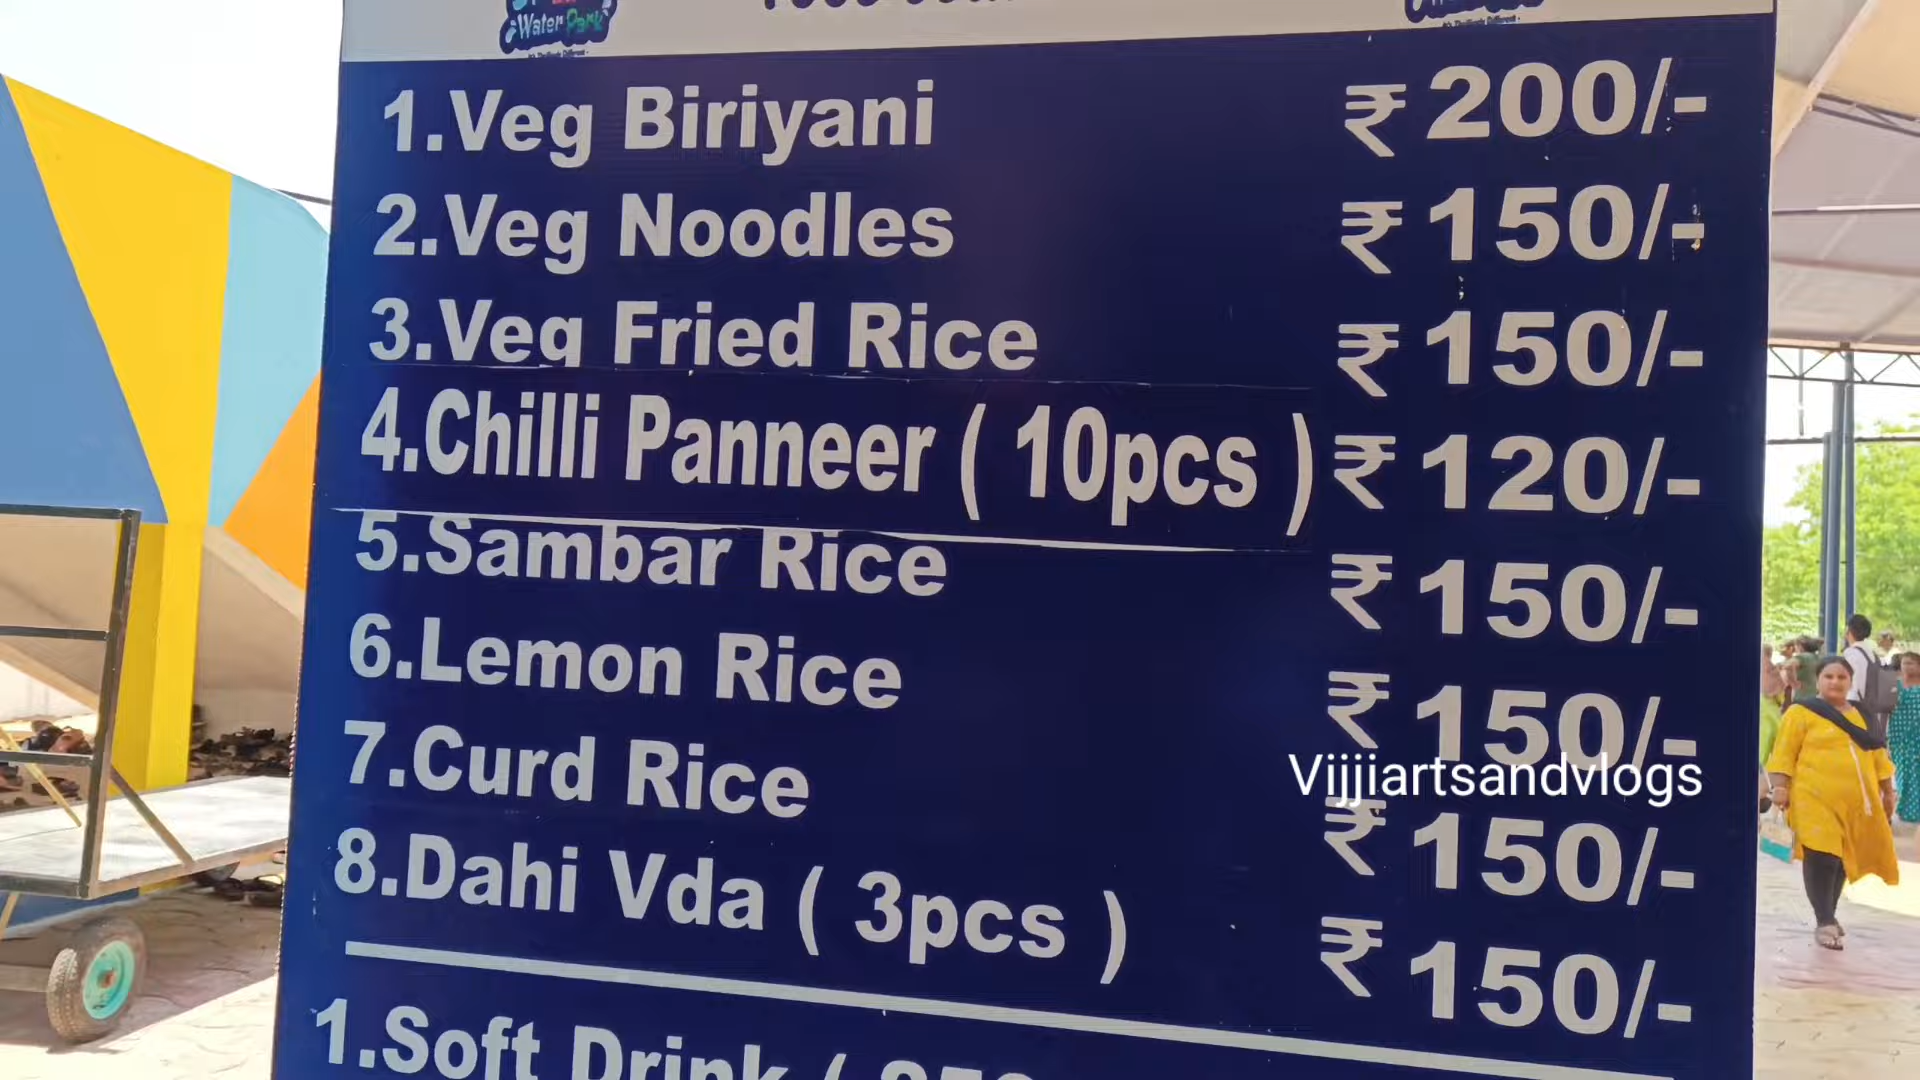 Water Park
1.Veg Biriyani ₹ 200/-
2.Veg Noodles ₹ 150/-
3.Veg Fried Rice ₹ 150/-
4.Chilli Panneer ( 10pcs ) ₹ 120/-
5.Sambar Rice ₹ 150/-
6.Lemon Rice ₹ 150/-
Vijjiartsandvlogs
7.Curd Rice ₹ 150/-
8.Dahi Vda ( 3pcs ) ₹ 150/-
1.Soft Drink (